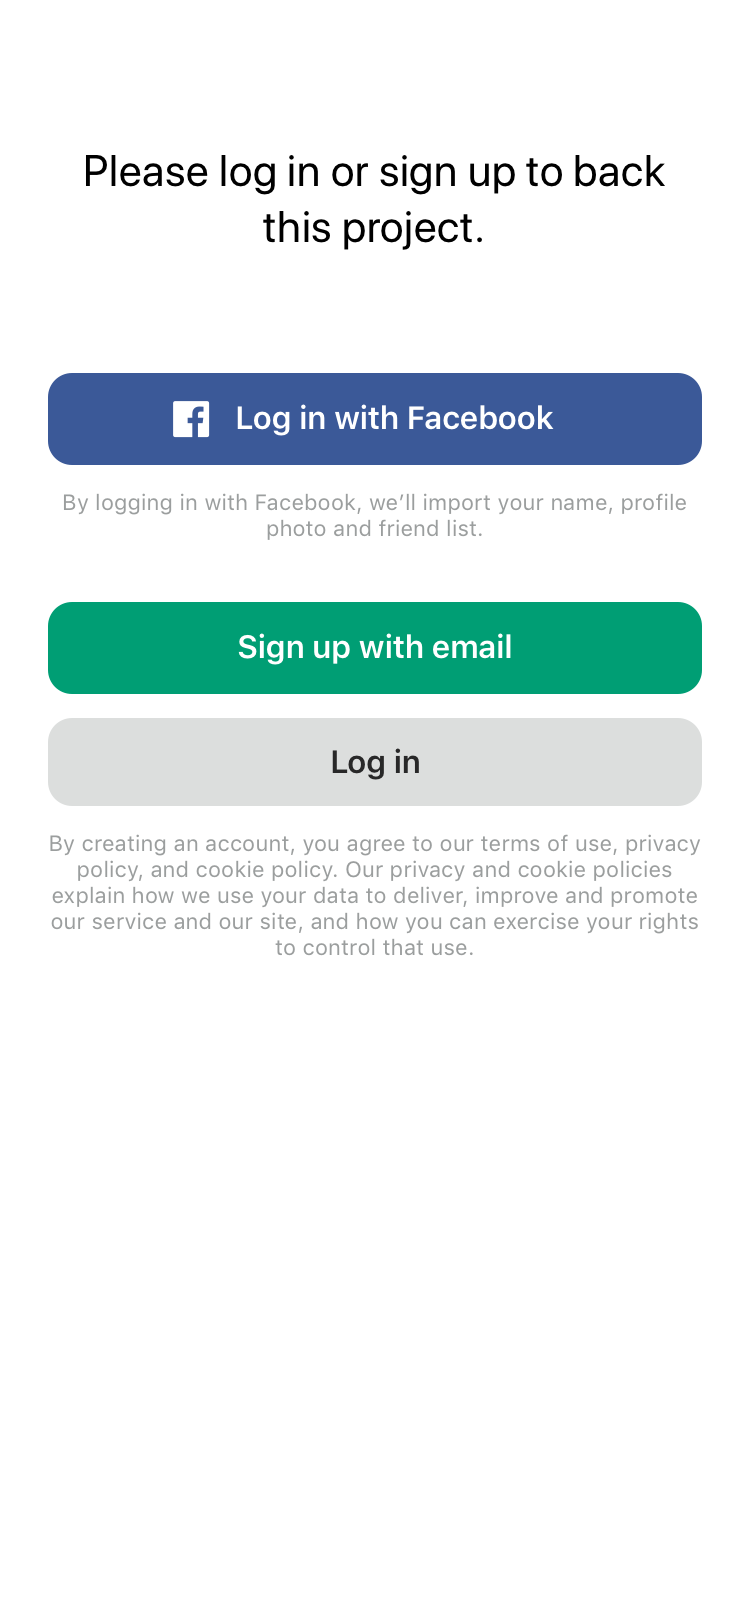 Please log in or sign up to back
this project.
Log in with Facebook
By logging in with Facebook, we’ll import your name, profile
photo and friend list.
Sign up with email
Log in
By creating an account, you agree to our terms of use, privacy
policy, and cookie policy. Our privacy and cookie policies
explain how we use your data to deliver, improve and promote
our service and our site, and how you can exercise your rights
to control that use.